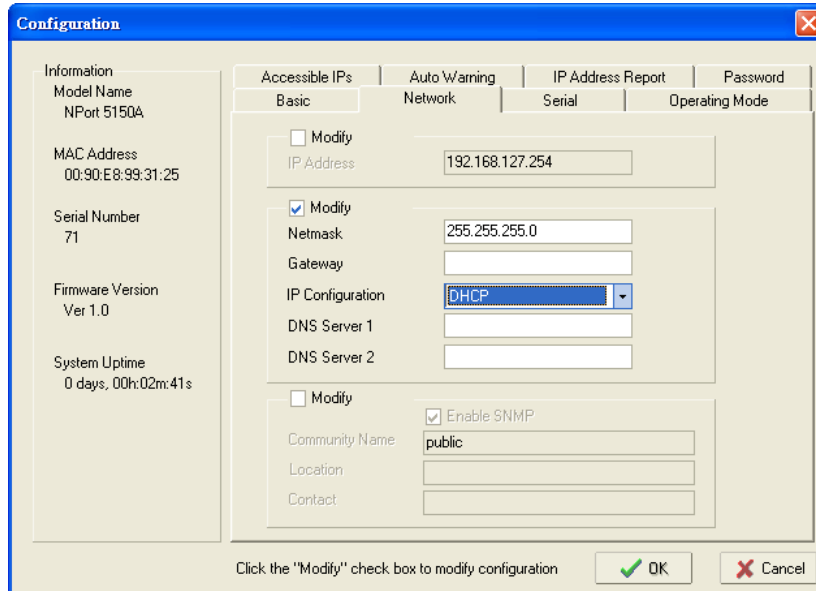 Configuration
Information
Model Name
NPort 5150A
MAC Address
00:90:E8:99:31:25
Serial Number
71
Firmware Version
Ver 1.0
System Uptime
0 days, 00h:02m:41s
Accessible IPs
Auto Warning
IP Address Report
Password
Basic
Network
Serial
Operating Mode
Modify
IP Address
192.168.127.254
Modify
Netmask
255.255.255.0
Gateway
IP Configuration
DHCP
DNS Server 1
DNS Server 2
Modify
Enable SNMP
Community Name
public
Location
Contact
Click the "Modify" check box to modify configuration
OK
Cancel